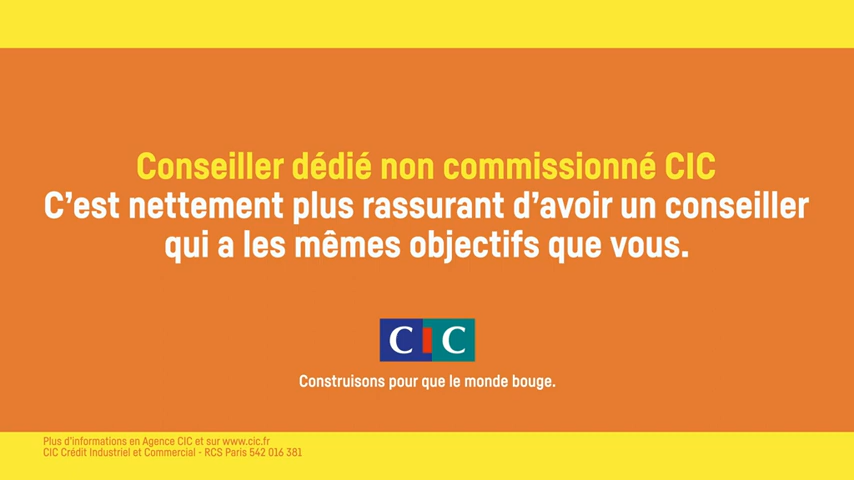 Conseiller dédié non commissionné CIC
C'est nettement plus rassurant d'avoir un conseiller
qui a les mêmes objectifs que vous.
CIC
Construisons pour que le monde bouge.
Plus d'informations en Agence CIC et sur www.cic.fr
CIC Crédit Industriel et Commercial - RCS Paris 542 016 381